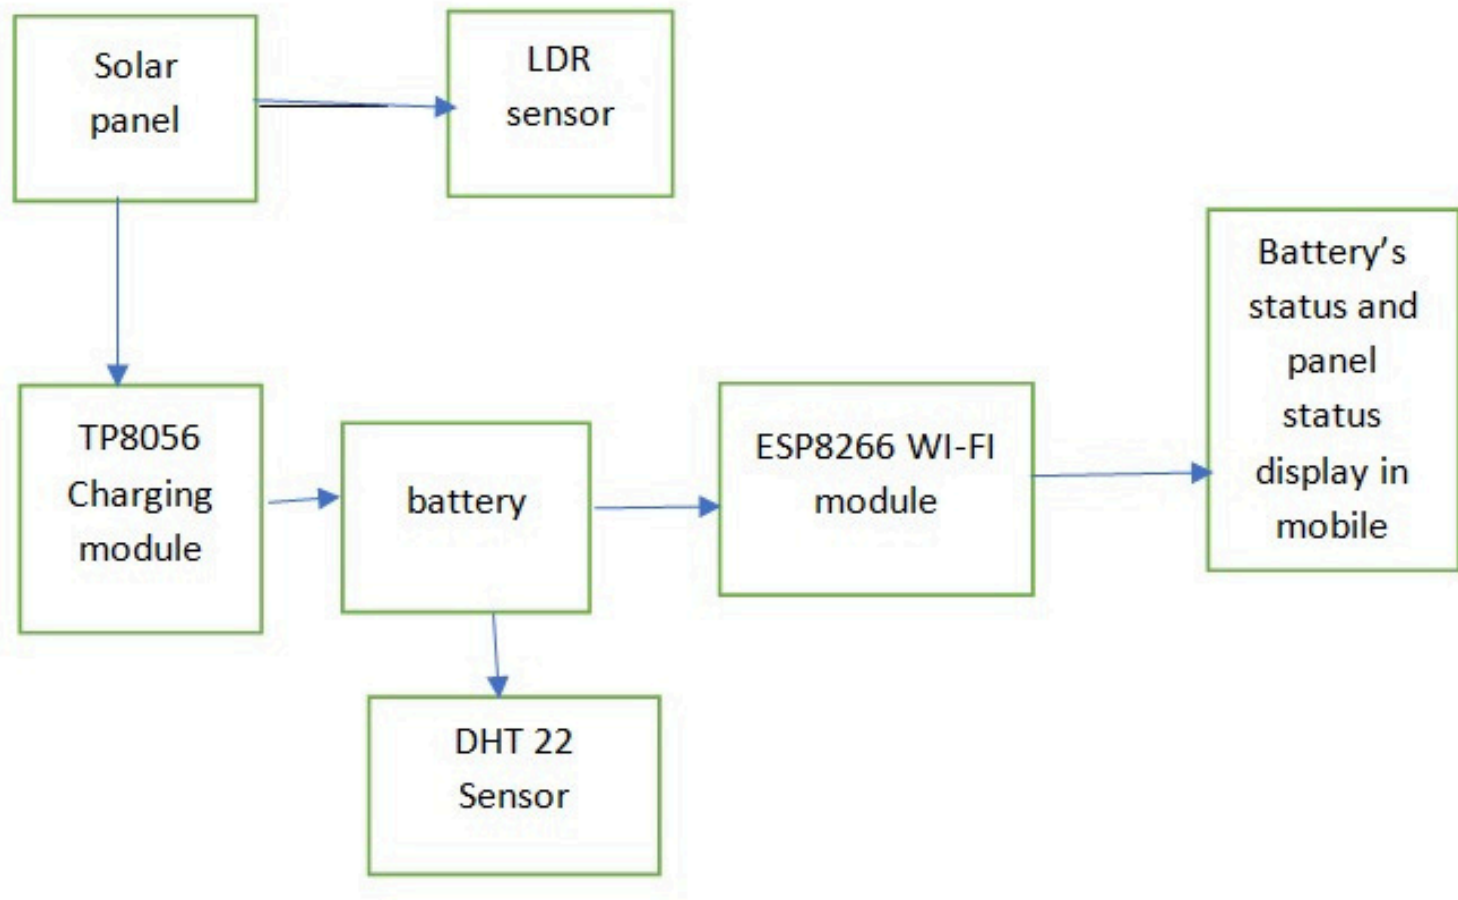 Solar
panel
LDR
sensor
Battery's
status and
panel
status
display in
mobile
TP8056
Charging
module
battery
ESP8266 WI-FI
module
DHT 22
Sensor